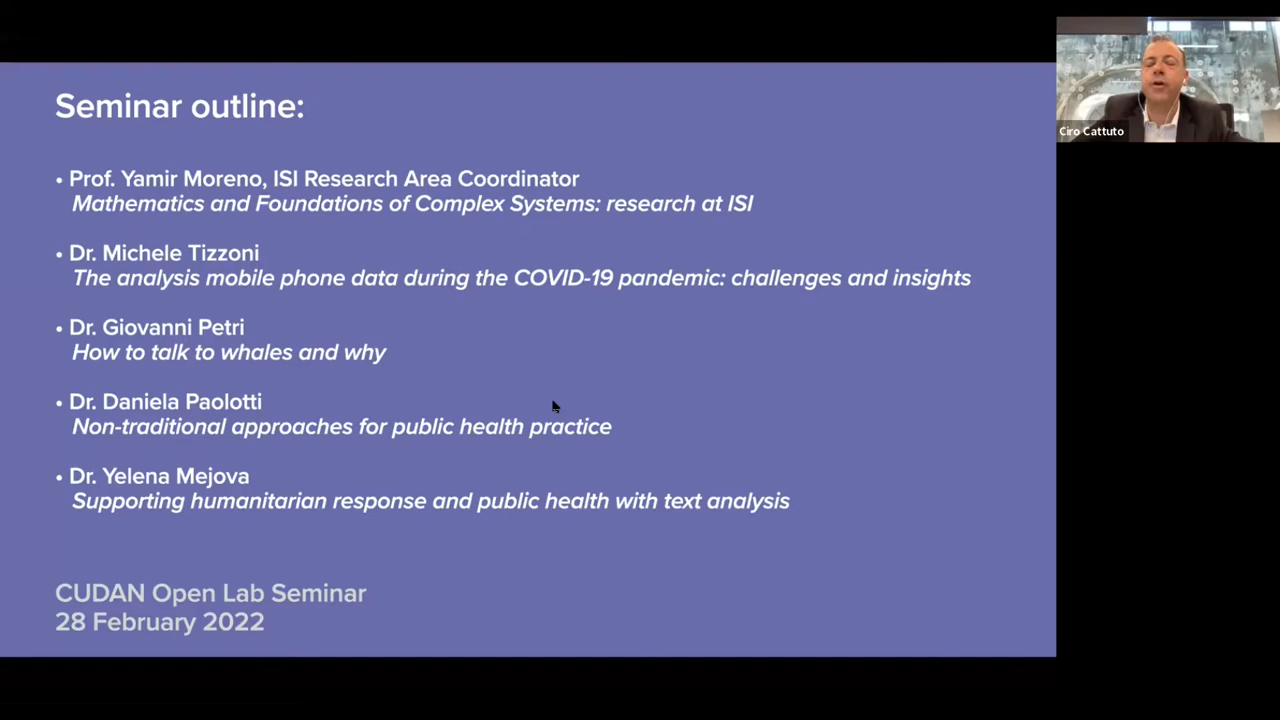 Seminar outline:
• Prof. Yamir Moreno, ISI Research Area Coordinator
Mathematics and Foundations of Complex Systems: research at ISI
• Dr. Michele Tizzoni
The analysis mobile phone data during the COVID-19 pandemic: challenges and insights
• Dr. Giovanni Petri
How to talk to whales and why
• Dr. Daniela Paolotti
Non-traditional approaches for public health practice
• Dr. Yelena Mejova
Supporting humanitarian response and public health with text analysis
CUDAN Open Lab Seminar
28 February 2022
Ciro Cattuto